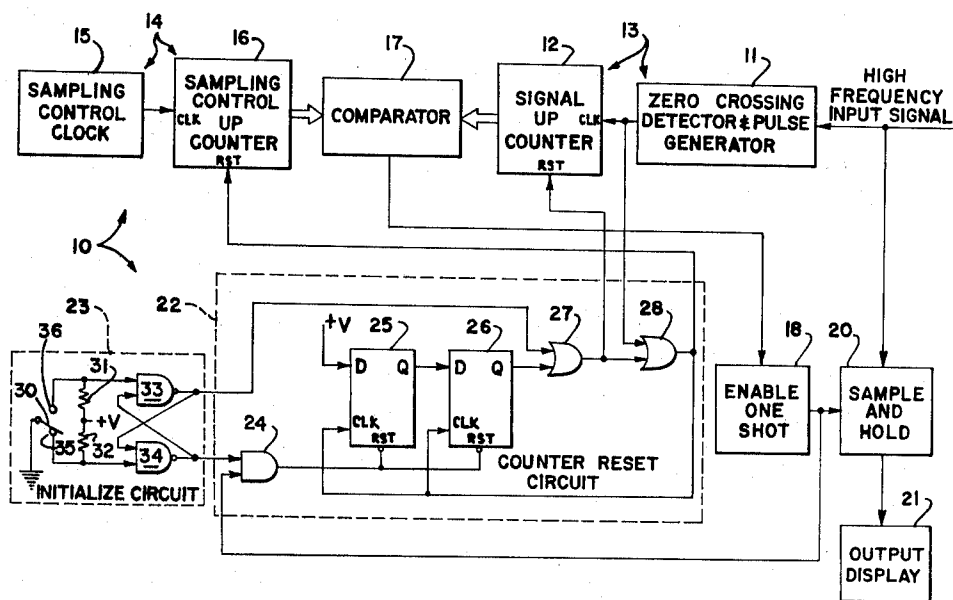 15
14
16
17
12
13
11
HIGH
FREQUENCY
INPUT SIGNAL
SAMPLING
CONTROL
CLOCK
SAMPLING
CONTROL
CLK UP
COUNTER
RST
COMPARATOR
SIGNAL
UP CLK
COUNTER
RST
ZERO CROSSING
DETECTOR & PULSE
GENERATOR
10
23
22
36
31
30
33
+V
35
32
34
INITIALIZE CIRCUIT
24
+V
25
D Q
CLK
RST
26
D Q
CLK
RST
27
28
COUNTER RESET
CIRCUIT
18
ENABLE
ONE
SHOT
20
SAMPLE
AND
HOLD
21
OUTPUT
DISPLAY